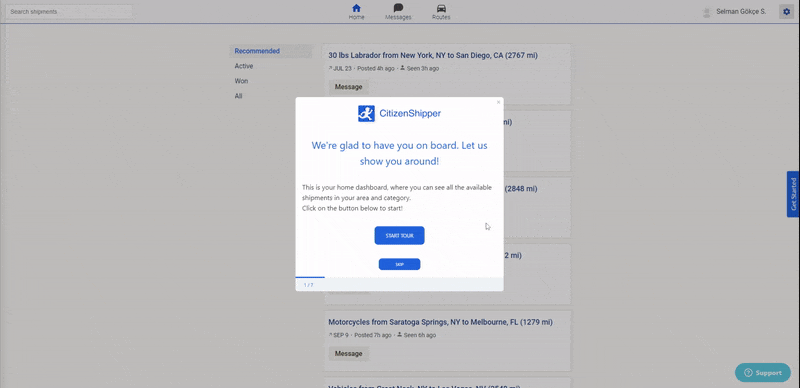 Search shipments...
Home
Messages
Routes
Selman Gökçe S.
Recommended
Active
Won
All
30 lbs Labrador from New York, NY to San Diego, CA (2767 mi)
JUL 23 · Posted 4h ago · Seen 3h ago
Message
mi)
(2848 mi)
2 mi)
CitizenShipper
We're glad to have you on board. Let us
show you around!
This is your home dashboard, where you can see all the available
shipments in your area and category.
Click on the button below to start!
START TOUR
SKIP
1 / 7
Motorcycles from Saratoga Springs, NY to Melbourne, FL (1279 mi)
SEP 9 · Posted 7h ago · Seen 6h ago
Message
Get Started
Support